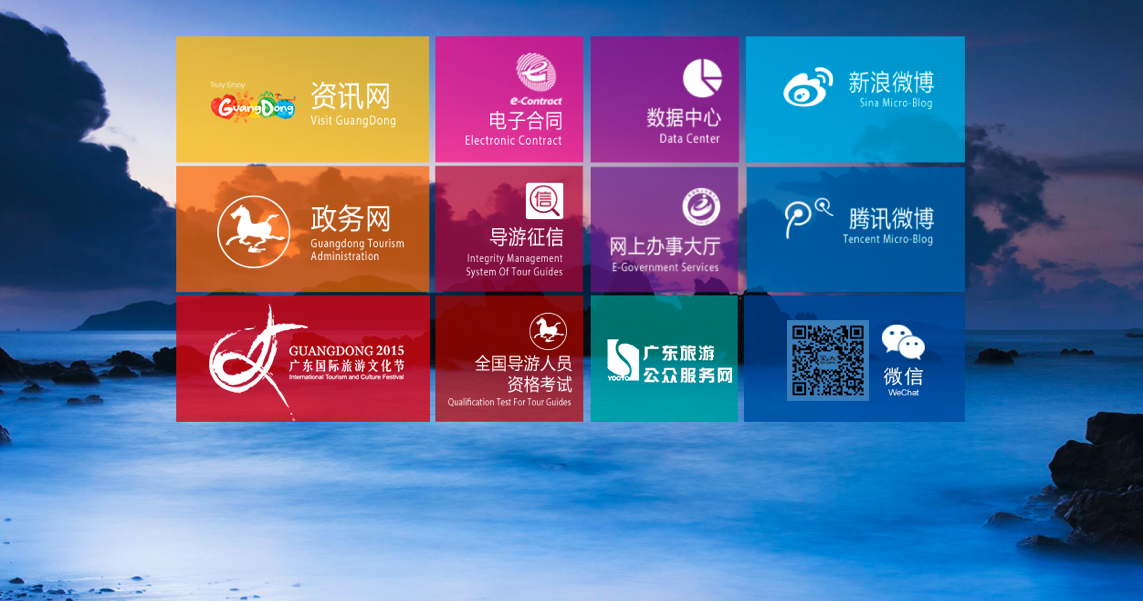 Truly Enjoy
GuangDong
资讯网
Visit GuangDong
e-Contract
电子合同
Electronic Contract
数据中心
Data Center
新浪微博
Sina Micro-Blog
政务网
Guangdong Tourism
Administration
信
导游征信
Integrity Management
System Of Tour Guides
网上办事大厅
E-Government Services
腾讯微博
Tencent Micro-Blog
GUANGDONG 2015
广东国际旅游文化节
International Tourism and Culture Festival
全国导游人员
资格考试
Qualification Test For Tour Guides
YOOYO
广东旅游
公众服务网
微信
WeChat